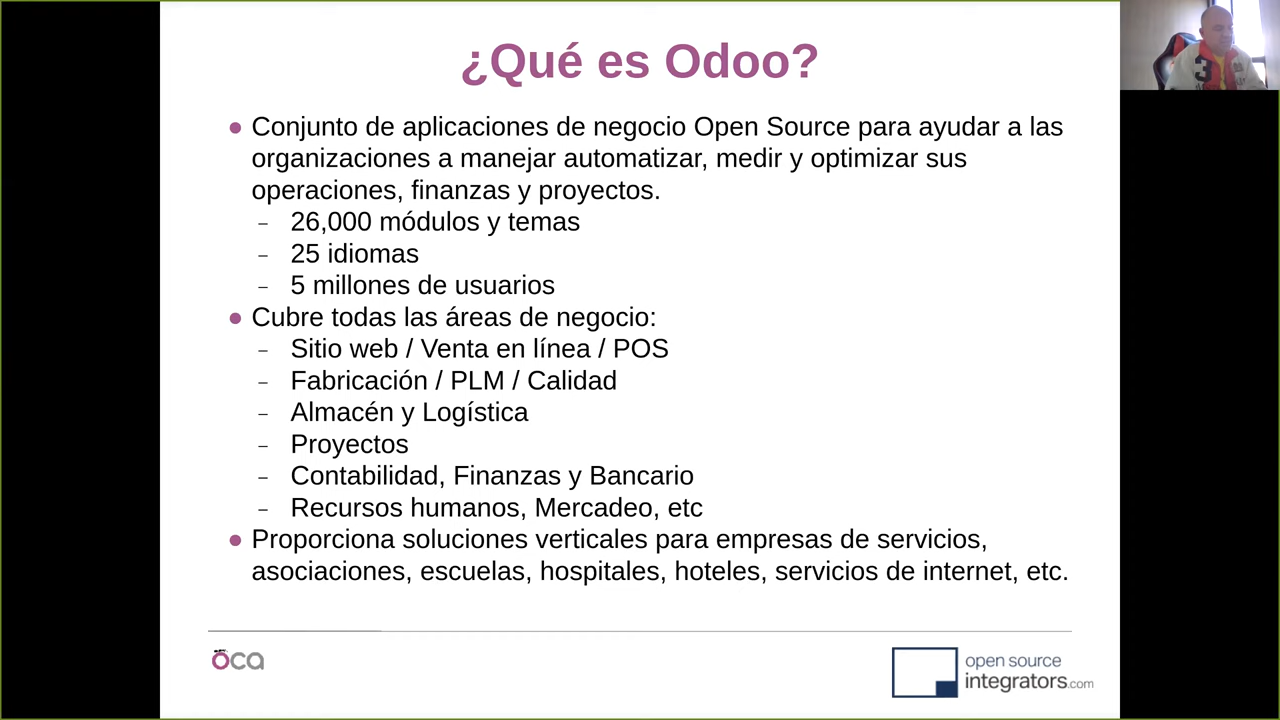 ¿Qué es Odoo?
● Conjunto de aplicaciones de negocio Open Source para ayudar a las
organizaciones a manejar automatizar, medir y optimizar sus
operaciones, finanzas y proyectos.
– 26,000 módulos y temas
– 25 idiomas
– 5 millones de usuarios
● Cubre todas las áreas de negocio:
– Sitio web / Venta en línea / POS
– Fabricación / PLM / Calidad
– Almacén y Logística
– Proyectos
– Contabilidad, Finanzas y Bancario
– Recursos humanos, Mercadeo, etc
● Proporciona soluciones verticales para empresas de servicios,
asociaciones, escuelas, hospitales, hoteles, servicios de internet, etc.
oca
open source
integrators.com
3